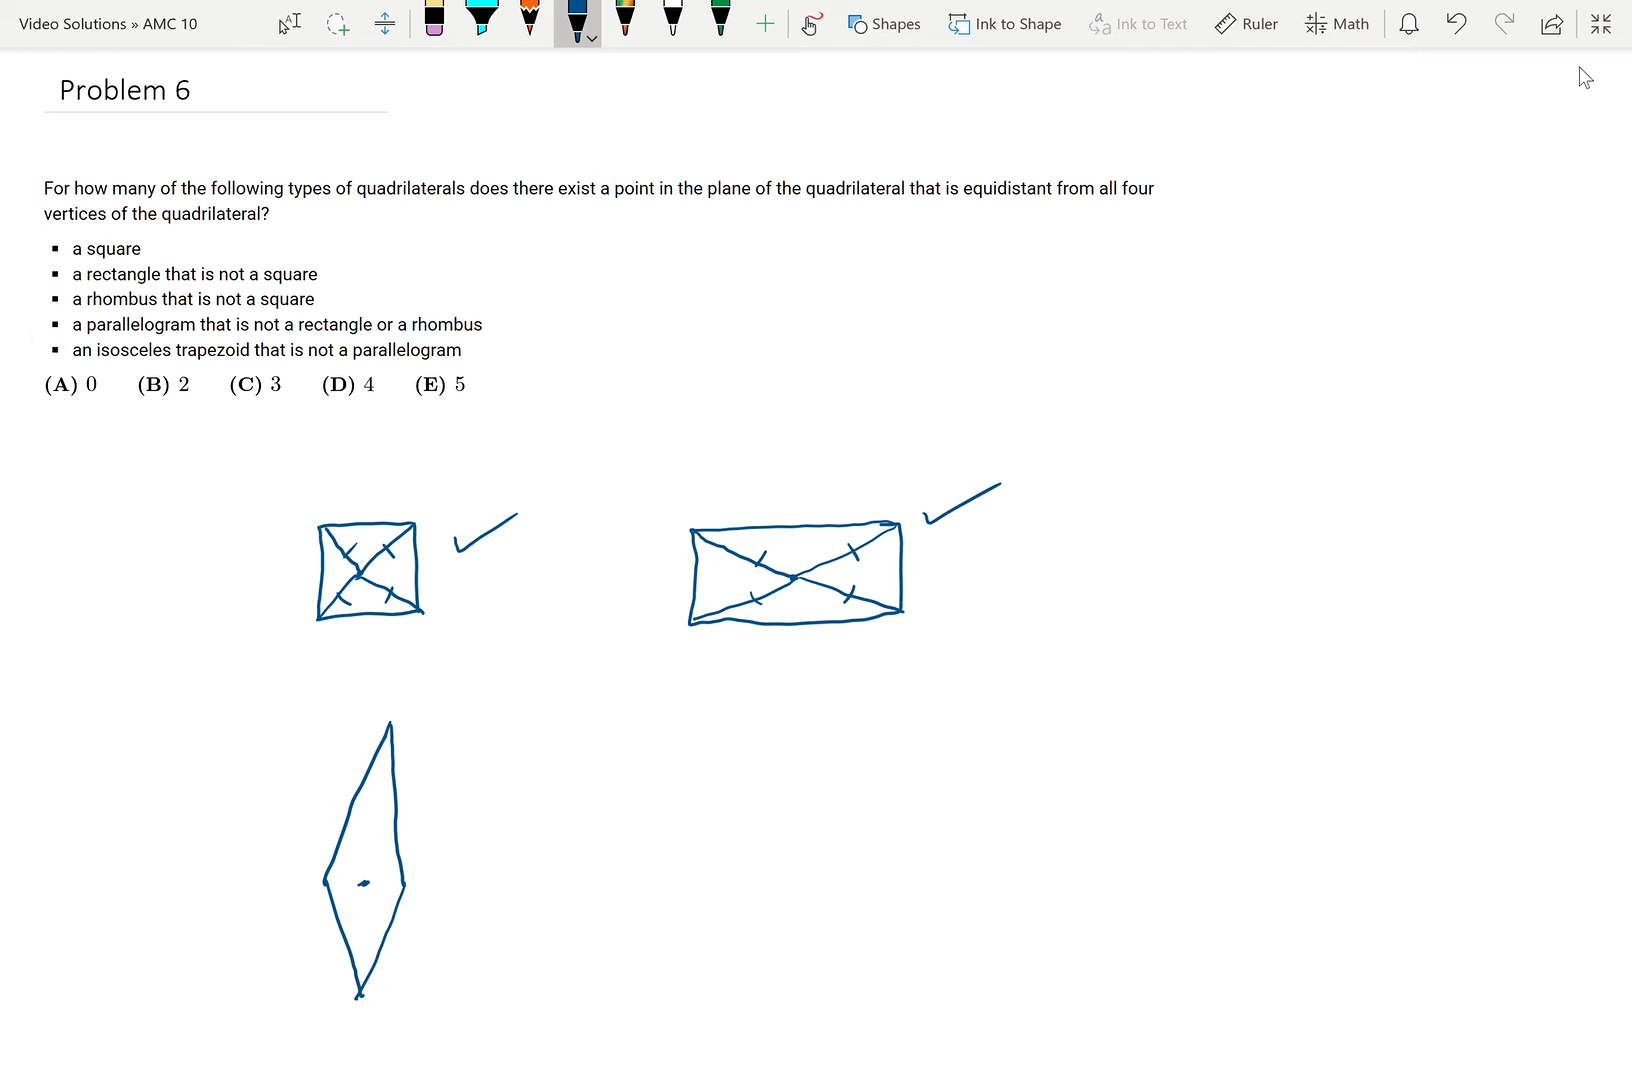 Video Solutions » AMC 10
Shapes
Ink to Shape
Ink to Text
Ruler
Math
Problem 6
For how many of the following types of quadrilaterals does there exist a point in the plane of the quadrilateral that is equidistant from all four
vertices of the quadrilateral?
▪ a square
▪ a rectangle that is not a square
▪ a rhombus that is not a square
▪ a parallelogram that is not a rectangle or a rhombus
▪ an isosceles trapezoid that is not a parallelogram
(A) 0 (B) 2 (C) 3 (D) 4 (E) 5